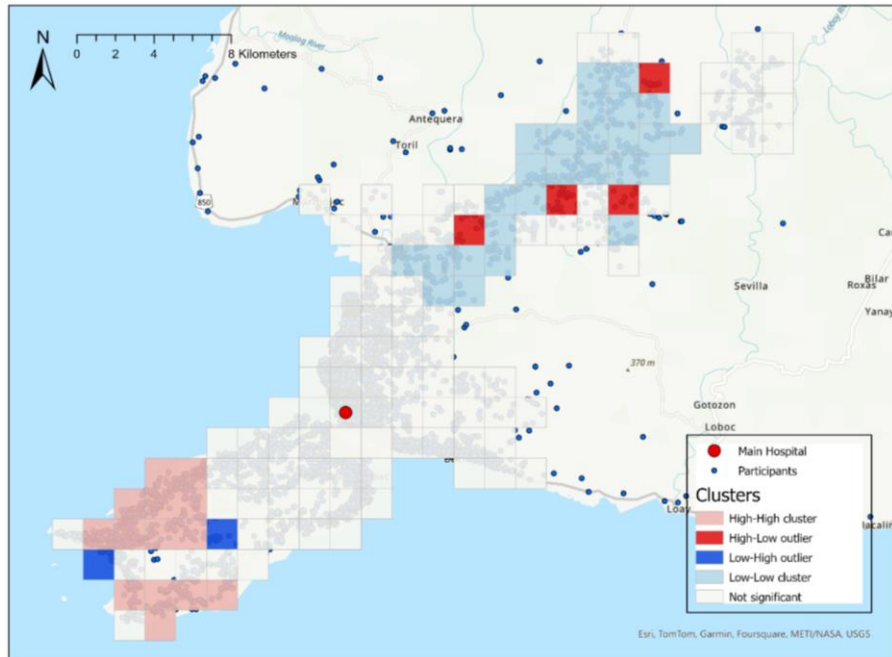 N
0 2 4 8 Kilometers
Moalog River
Loboy
Antequera
Toril
850
Sevilla
Bilar
Roxas
Yanay
370 m
Gotozon
Loboc
Loay
Main Hospital
Participants
Clusters
High-High cluster
High-Low outlier
Low-High outlier
Low-Low cluster
Not significant
Esri, TomTom, Garmin, Foursquare, METI/NASA, USGS